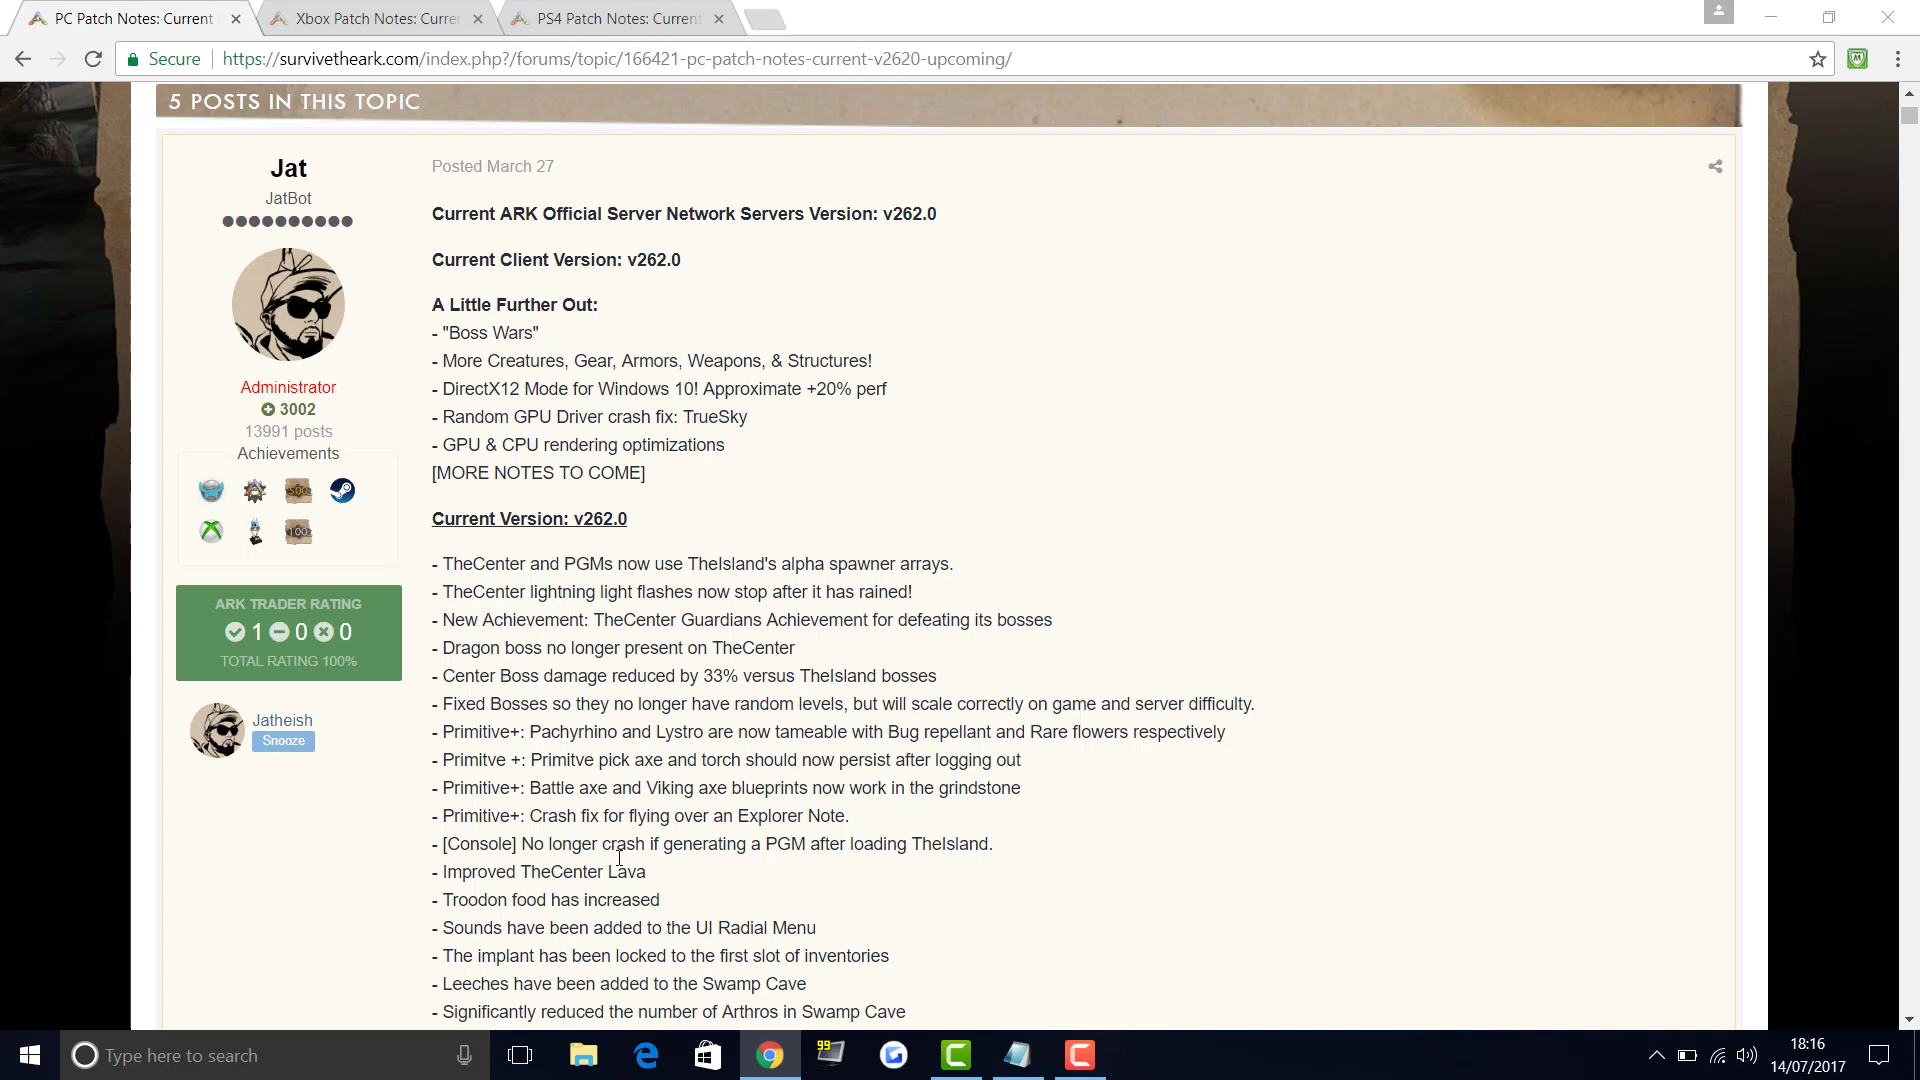 PC Patch Notes: Current
Xbox Patch Notes: Curre
PS4 Patch Notes: Current
Secure
https://survivetheark.com/index.php?/forums/topic/166421-pc-patch-notes-current-v2620-upcoming/
5 POSTS IN THIS TOPIC
Jat
JatBot
Administrator
3002
13991 posts
Achievements
500
100
ARK TRADER RATING
1 0 0
TOTAL RATING 100%
Jatheish
Snooze
Posted March 27
Current ARK Official Server Network Servers Version: v262.0
Current Client Version: v262.0
A Little Further Out:
- "Boss Wars"
- More Creatures, Gear, Armors, Weapons, & Structures!
- DirectX12 Mode for Windows 10! Approximate +20% perf
- Random GPU Driver crash fix: TrueSky
- GPU & CPU rendering optimizations
[MORE NOTES TO COME]
Current Version: v262.0
- TheCenter and PGMs now use TheIsland's alpha spawner arrays.
- TheCenter lightning light flashes now stop after it has rained!
- New Achievement: TheCenter Guardians Achievement for defeating its bosses
- Dragon boss no longer present on TheCenter
- Center Boss damage reduced by 33% versus TheIsland bosses
- Fixed Bosses so they no longer have random levels, but will scale correctly on game and server difficulty.
- Primitive+: Pachyrhino and Lystro are now tameable with Bug repellant and Rare flowers respectively
- Primitve +: Primitve pick axe and torch should now persist after logging out
- Primitive+: Battle axe and Viking axe blueprints now work in the grindstone
- Primitive+: Crash fix for flying over an Explorer Note.
- [Console] No longer crash if generating a PGM after loading TheIsland.
- Improved TheCenter Lava
- Troodon food has increased
- Sounds have been added to the UI Radial Menu
- The implant has been locked to the first slot of inventories
- Leeches have been added to the Swamp Cave
- Significantly reduced the number of Arthros in Swamp Cave
Type here to search
99
18:16
14/07/2017